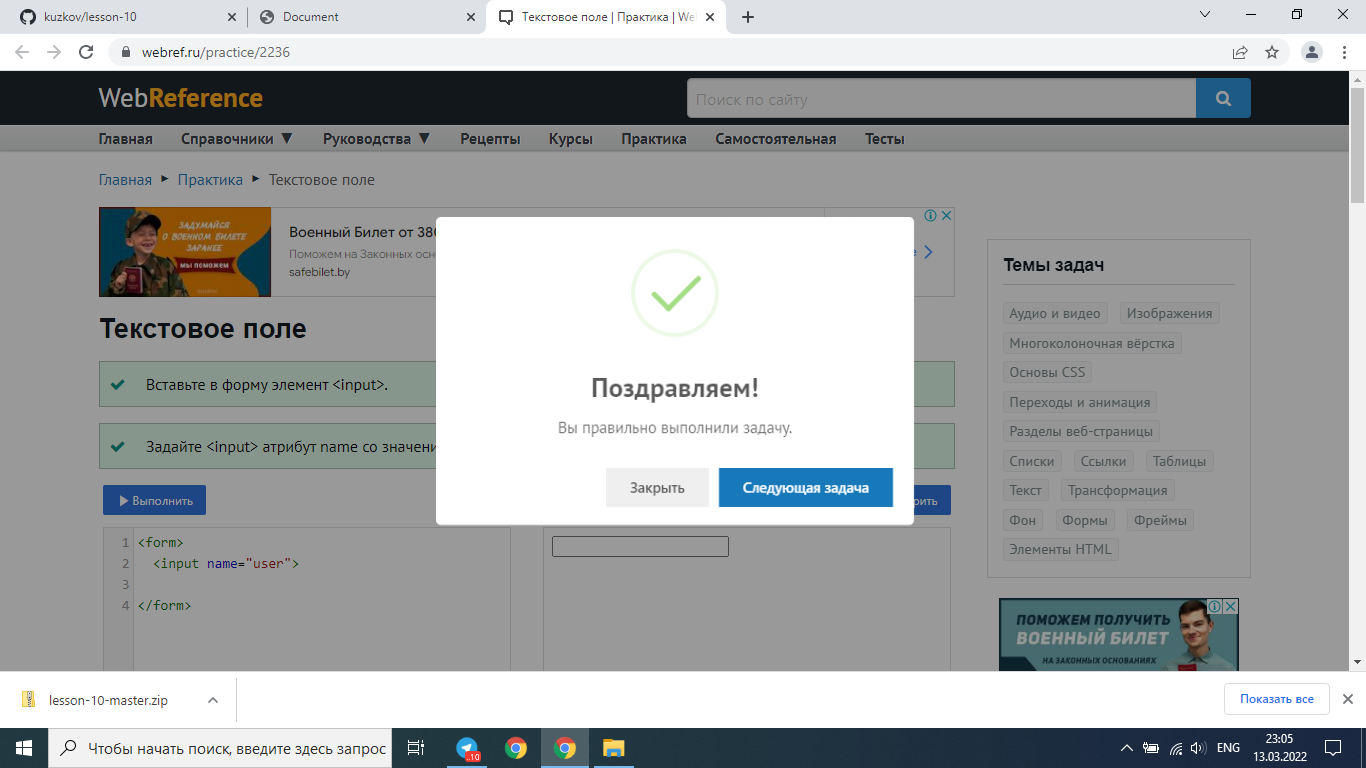 kuzkov/lesson-10
Document
Текстовое поле | Практика | We
webref.ru/practice/2236
WebReference
Поиск по сайту
Главная Справочники ▼ Руководства ▼ Рецепты Курсы Практика Самостоятельная Тесты
Главная ► Практика ► Текстовое поле
ЗАДУМАЙСЯ
О ВОЕННОМ БИЛЕТЕ
ЗАРАНЕЕ
МЫ ПОМОЖЕМ
Военный Билет от 380
Поможем на Законных осн
safebilet.by
е
Текстовое поле
Вставьте в форму элемент <input>.
Задайте <input> атрибут name со значени
Выполнить
рить
1 <form>
2 <input name="user">
3
4 </form>
Поздравляем!
Вы правильно выполнили задачу.
Закрыть
Следующая задача
Темы задач
Аудио и видео Изображения
Многоколоночная вёрстка
Основы CSS
Переходы и анимация
Разделы веб-страницы
Списки Ссылки Таблицы
Текст Трансформация
Фон Формы Фреймы
Элементы HTML
ПОМОЖЕМ ПОЛУЧИТЬ
ВОЕННЫЙ БИЛЕТ
НА ЗАКОННЫХ ОСНОВАНИЯХ
lesson-10-master.zip
Показать все
Чтобы начать поиск, введите здесь запрос
10
ENG
23:05
13.03.2022